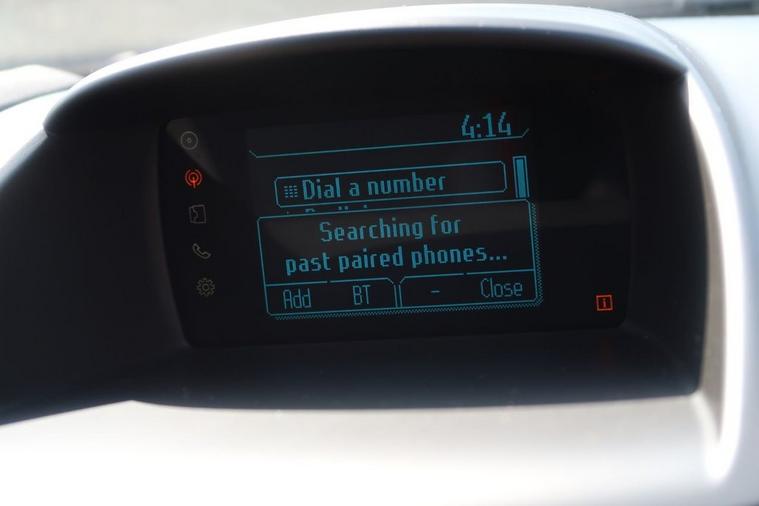 4:14
Dial a number
Searching for
past paired phones...
Add BT - Close